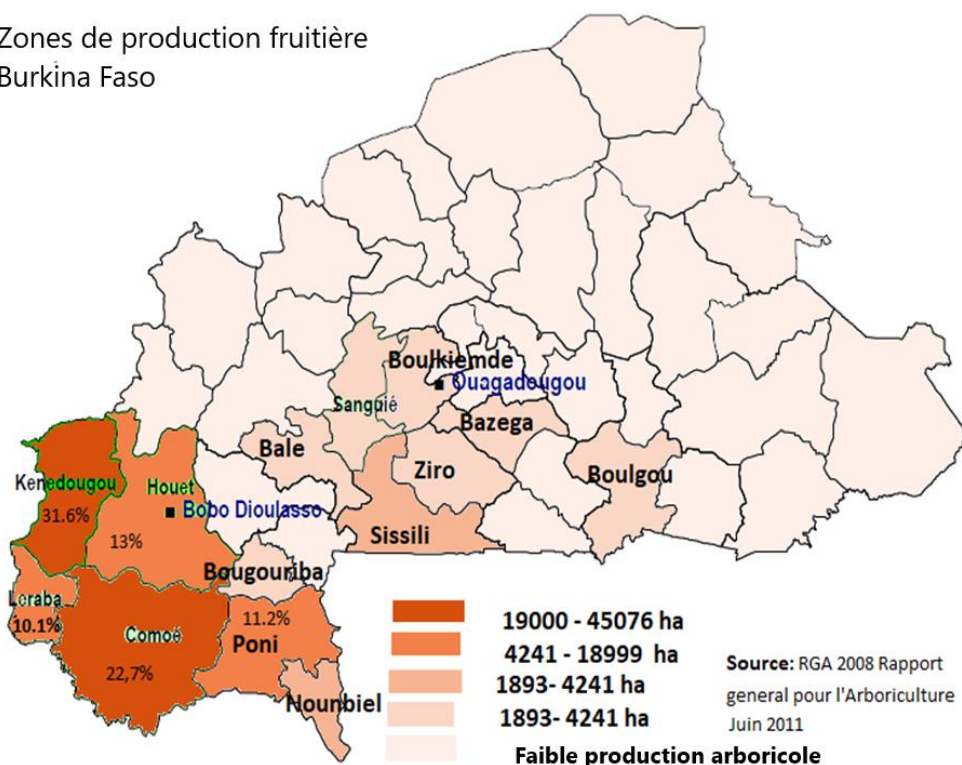 Zones de production fruitière
Burkina Faso
Boulkiemde
Ouagadougou
Sanguié
Bazega
Bale
Ziro
Boulgou
Kenedougou
Houet
31.6%
Bobo Dioulasso
13%
Sissili
Bougouriba
Leraba
10.1%
Comoé
11.2%
Poni
22,7%
Nounbiel
19000 - 45076 ha
4241 - 18999 ha
1893- 4241 ha
1893- 4241 ha
Faible production arboricole
Source: RGA 2008 Rapport
general pour l'Arboriculture
Juin 2011